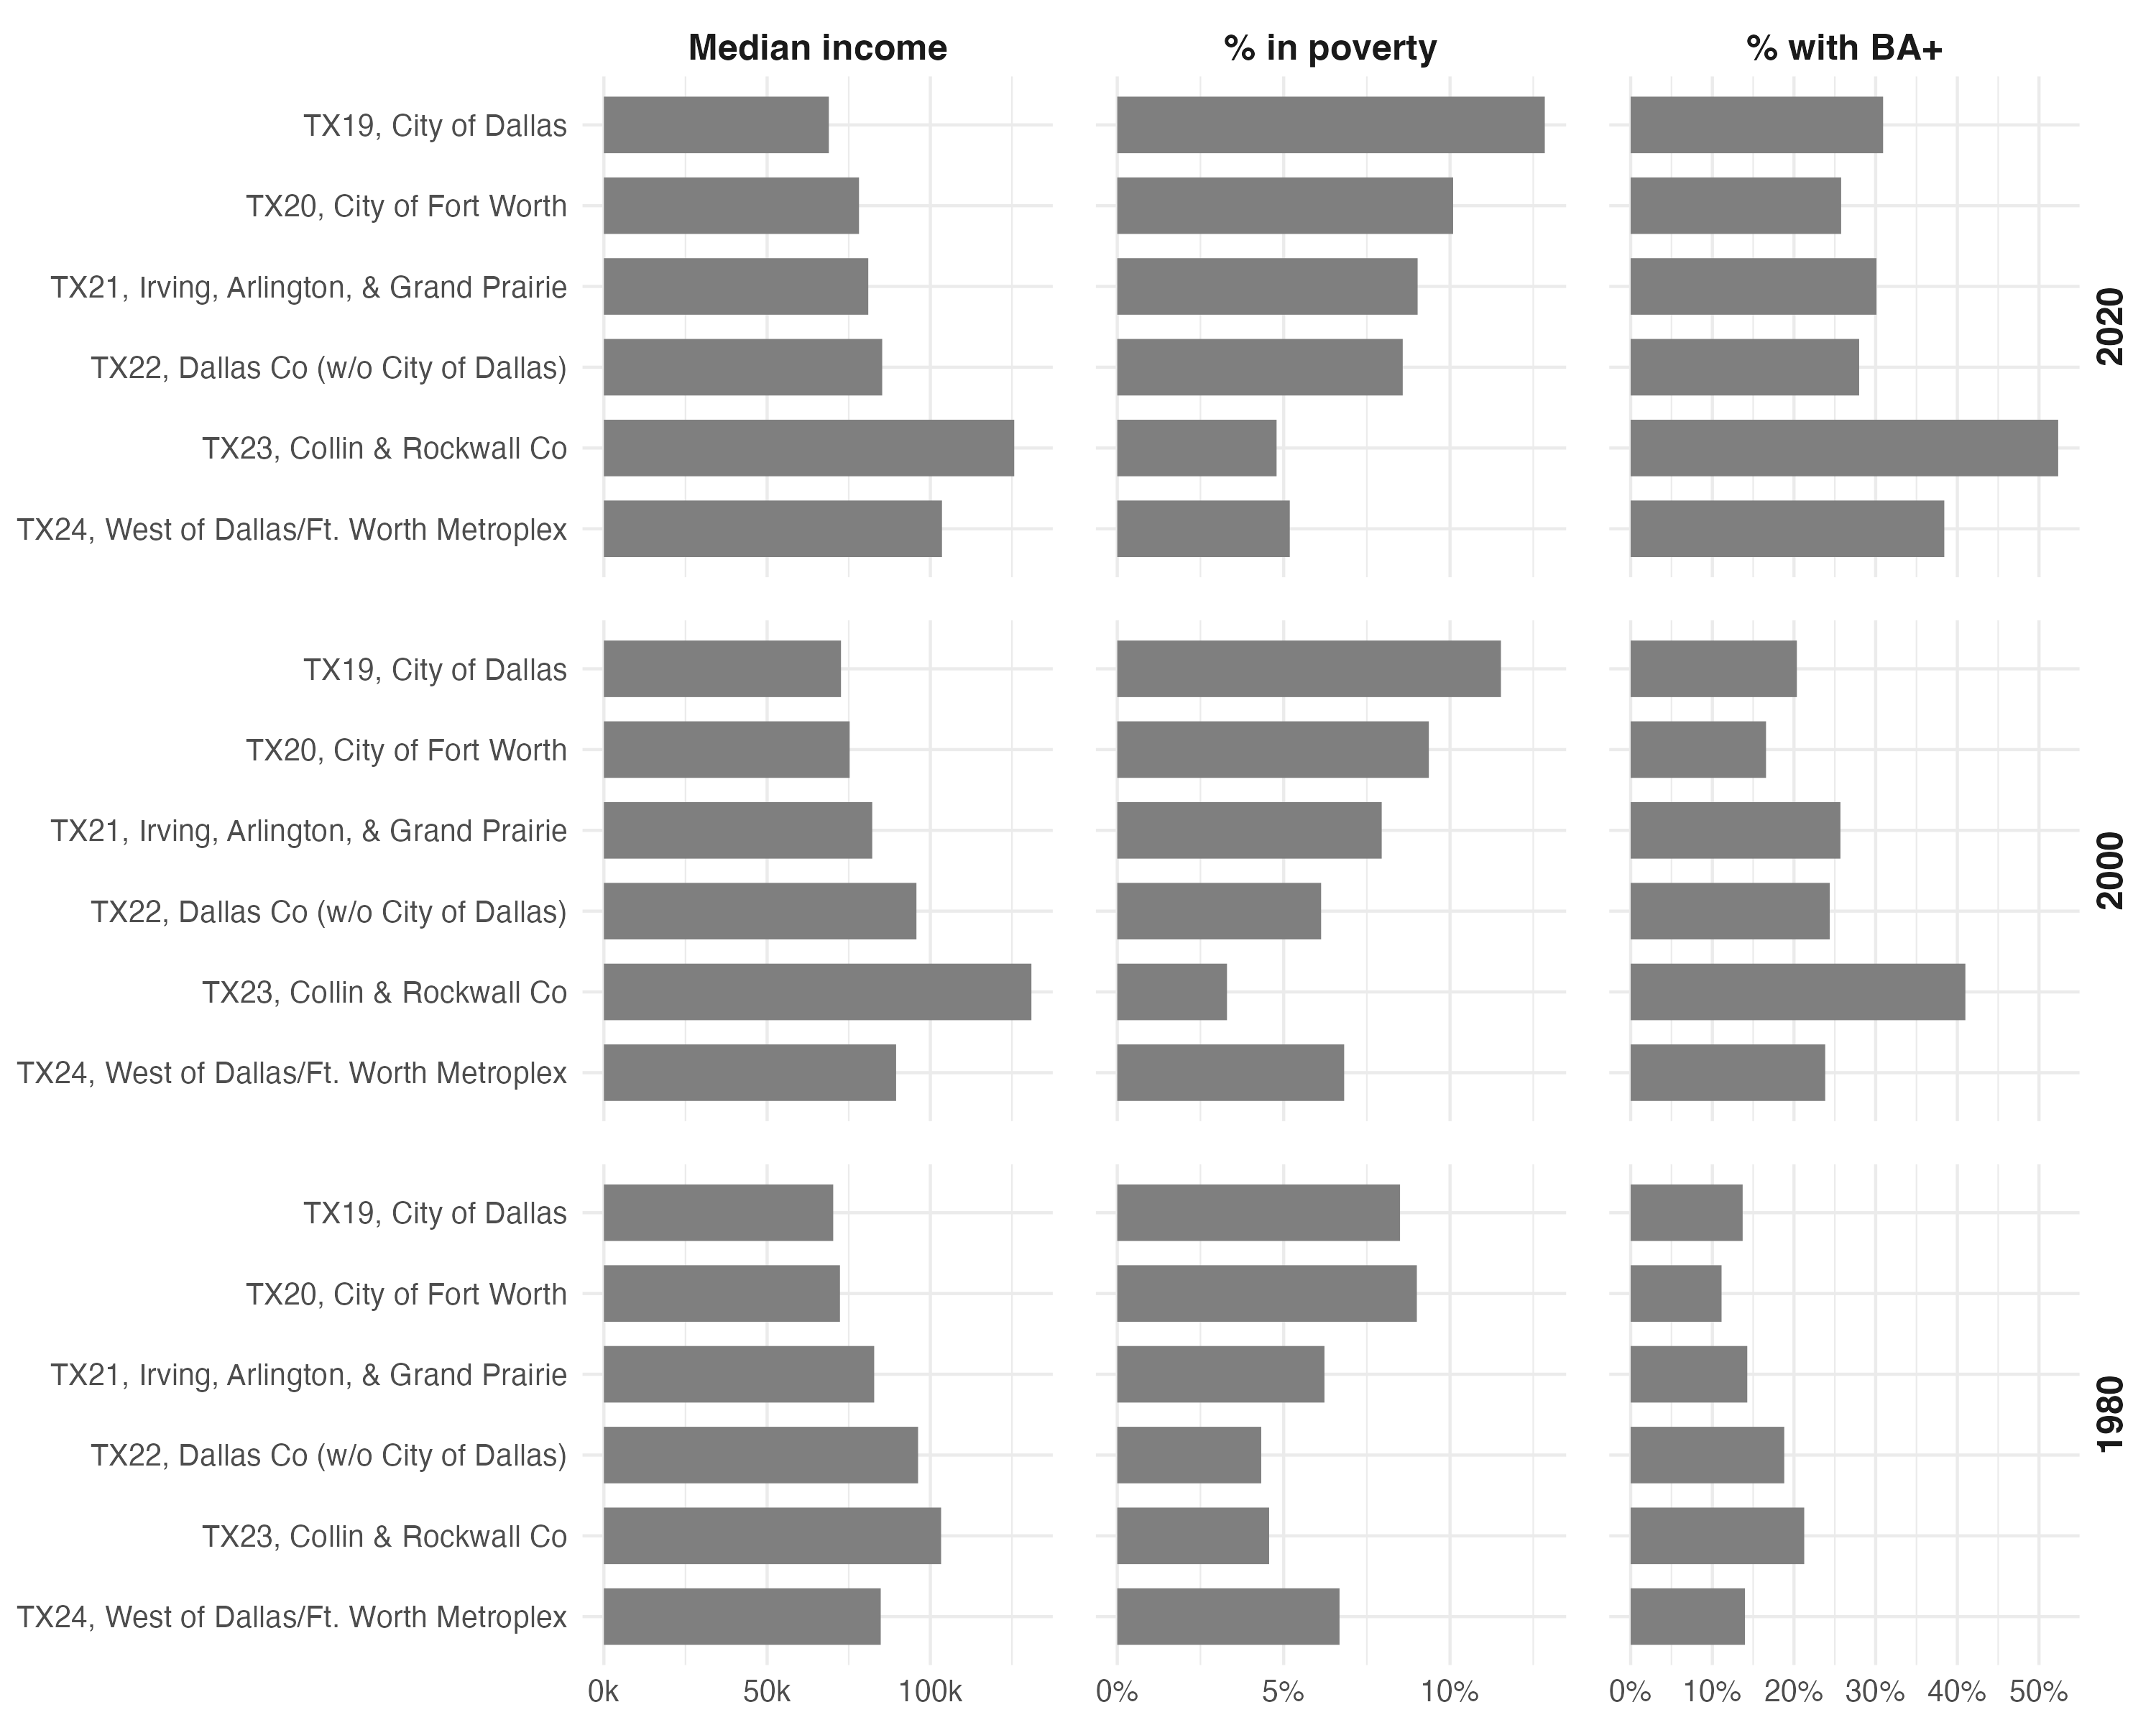 Median income % in poverty % with BA+
TX19, City of Dallas
TX20, City of Fort Worth
TX21, Irving, Arlington, & Grand Prairie
TX22, Dallas Co (w/o City of Dallas)
TX23, Collin & Rockwall Co
TX24, West of Dallas/Ft. Worth Metroplex
2020
TX19, City of Dallas
TX20, City of Fort Worth
TX21, Irving, Arlington, & Grand Prairie
TX22, Dallas Co (w/o City of Dallas)
TX23, Collin & Rockwall Co
TX24, West of Dallas/Ft. Worth Metroplex
2000
TX19, City of Dallas
TX20, City of Fort Worth
TX21, Irving, Arlington, & Grand Prairie
TX22, Dallas Co (w/o City of Dallas)
TX23, Collin & Rockwall Co
TX24, West of Dallas/Ft. Worth Metroplex
1980
0k 50k 100k 0% 5% 10% 0% 10% 20% 30% 40% 50%